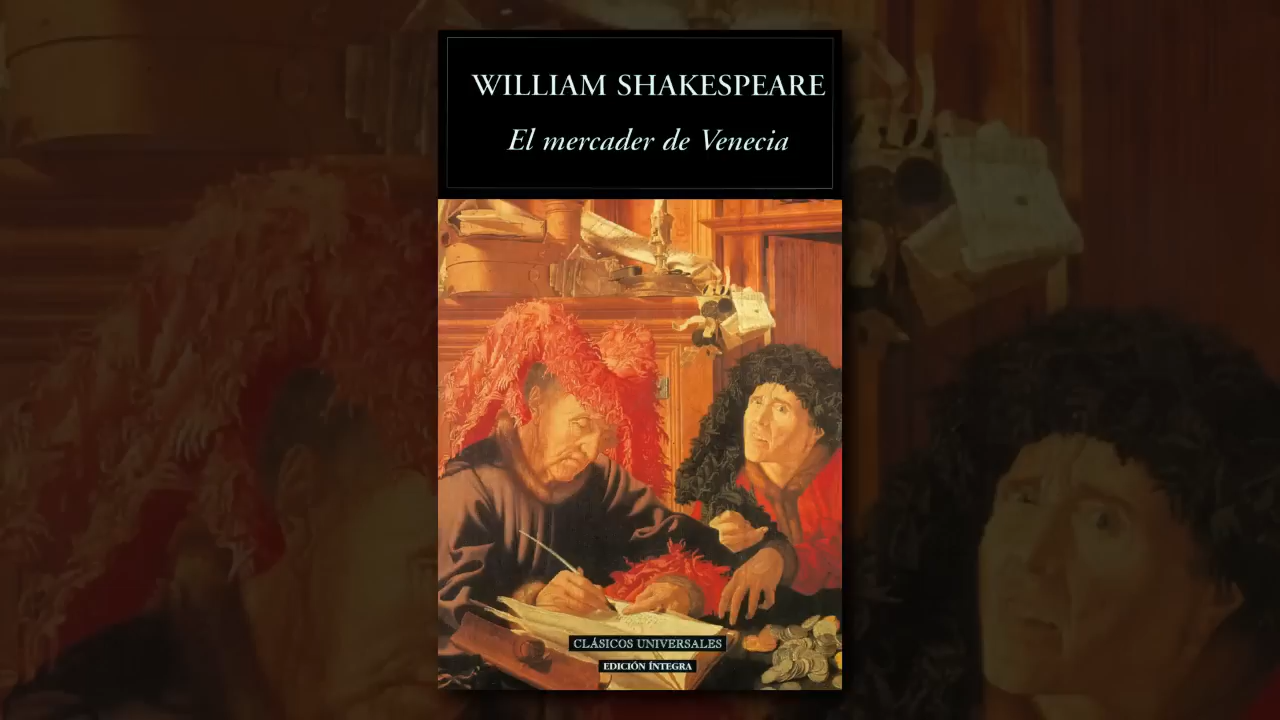 WILLIAM SHAKESPEARE
El mercader de Venecia
CLÁSICOS UNIVERSALES
EDICIÓN ÍNTEGRA